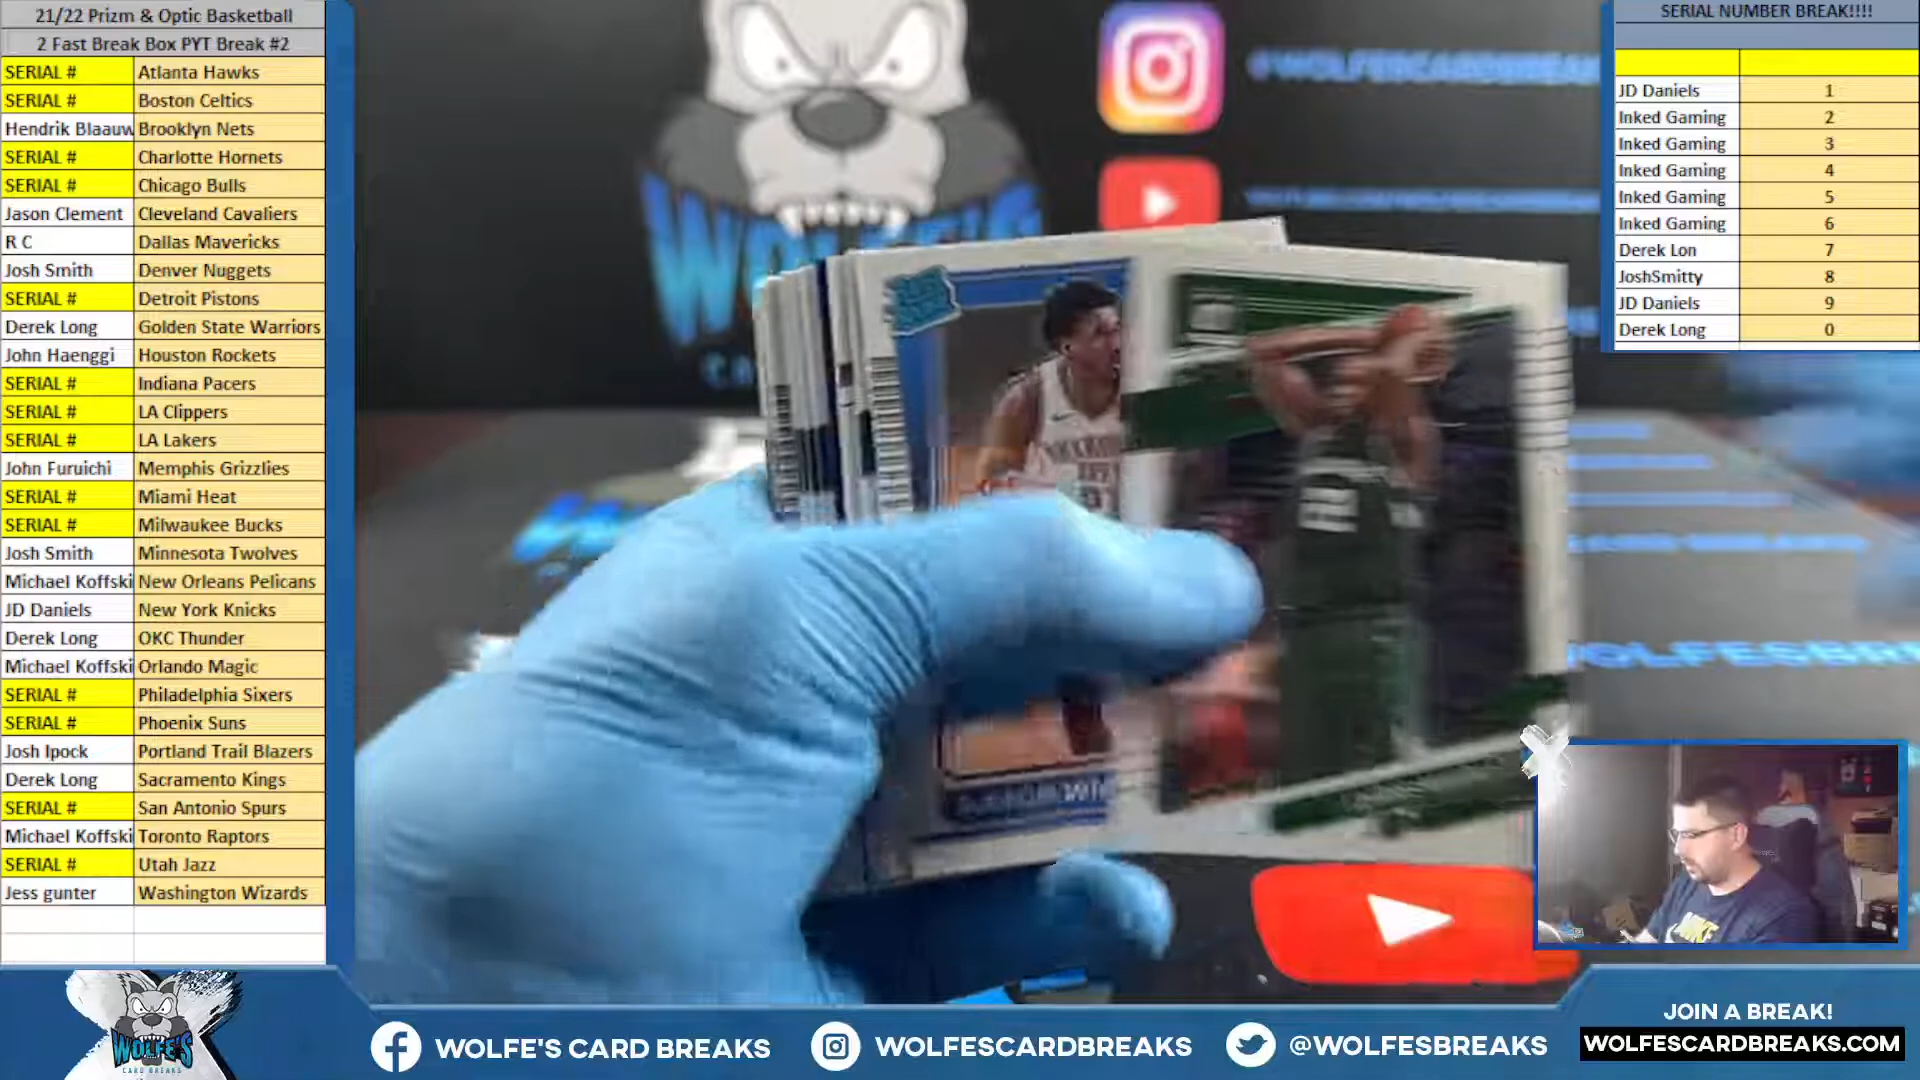 21/22 Prizm & Optic Basketball
2 Fast Break Box PYT Break #2
SERIAL # Atlanta Hawks
SERIAL # Boston Celtics
Hendrik Blaauw Brooklyn Nets
SERIAL # Charlotte Hornets
SERIAL # Chicago Bulls
Jason Clement Cleveland Cavaliers
R C Dallas Mavericks
Josh Smith Denver Nuggets
SERIAL # Detroit Pistons
Derek Long Golden State Warriors
John Haenggi Houston Rockets
SERIAL # Indiana Pacers
SERIAL # LA Clippers
SERIAL # LA Lakers
John Furuichi Memphis Grizzlies
SERIAL # Miami Heat
SERIAL # Milwaukee Bucks
Josh Smith Minnesota Twolves
Michael Koffski New Orleans Pelicans
JD Daniels New York Knicks
Derek Long OKC Thunder
Michael Koffski Orlando Magic
SERIAL # Philadelphia Sixers
SERIAL # Phoenix Suns
Josh Ipock Portland Trail Blazers
Derek Long Sacramento Kings
SERIAL # San Antonio Spurs
Michael Koffski Toronto Raptors
SERIAL # Utah Jazz
Jess gunter Washington Wizards
SERIAL NUMBER BREAK!!!!
JD Daniels 1
Inked Gaming 2
Inked Gaming 3
Inked Gaming 4
Inked Gaming 5
Inked Gaming 6
Derek Lon 7
JoshSmitty 8
JD Daniels 9
Derek Long 0
@WOLFESCARDBREAKS
WOLFE'S
WOLFE'S
CARD BREAKS
WOLFE'S CARD BREAKS
WOLFESCARDBREAKS
@WOLFESBREAKS
JOIN A BREAK!
WOLFESCARDBREAKS.COM